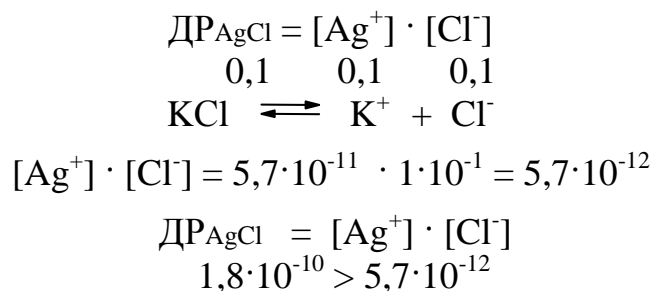 ДРAgCl = [Ag⁺] · [Cl⁻]
0,1 0,1 0,1
KCl ⇌ K⁺ + Cl⁻
[Ag⁺] · [Cl⁻] = 5,7·10⁻¹¹ · 1·10⁻¹ = 5,7·10⁻¹²
ДРAgCl = [Ag⁺] · [Cl⁻]
1,8·10⁻¹⁰ > 5,7·10⁻¹²